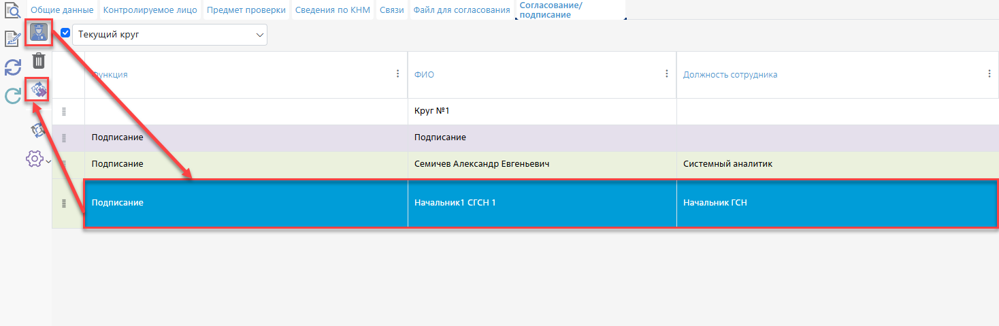 Общие данные
Контролируемое лицо
Предмет проверки
Сведения по КНМ
Связи
Файл для согласования
Согласование/
подписание
Текущий круг
Функция
ФИО
Должность сотрудника
Круг №1
Подписание
Подписание
Подписание
Семичев Александр Евгеньевич
Системный аналитик
Подписание
Начальник1 СГСН 1
Начальник ГСН